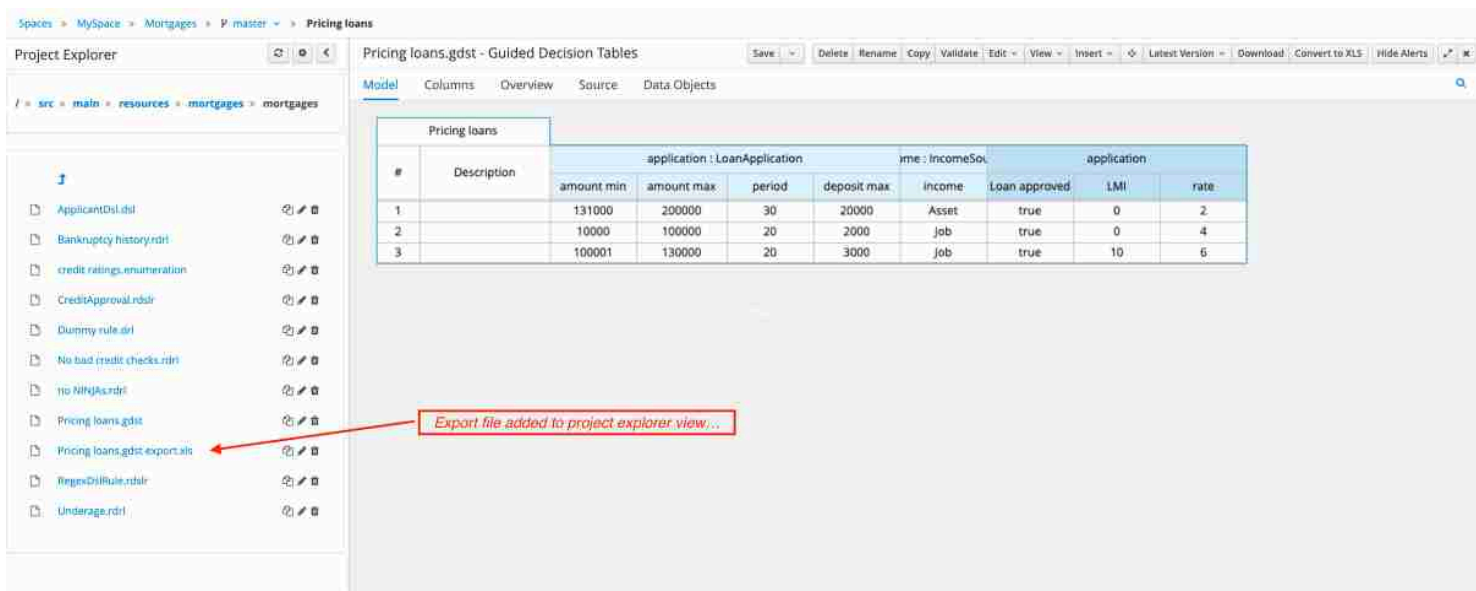 Spaces » MySpace » Mortgages » master » Pricing loans
Project Explorer
/ » src » main » resources » mortgages » mortgages
ApplicantDsl.dsl
Bankruptcy history.rdrl
credit ratings.enumeration
CreditApproval.rdslr
Dummy rule.drl
No bad credit checks.rdrl
no NINJAs.rdrl
Pricing loans.gdst
Pricing loans.gdst export.xls
RegexDslRule.rdslr
Underage.rdrl
Pricing loans.gdst - Guided Decision Tables
Save Delete Rename Copy Validate Edit View Insert Latest Version Download Convert to XLS Hide Alerts
Model Columns Overview Source Data Objects
Pricing loans
# Description application : LoanApplication me : IncomeSou application
amount min amount max period deposit max income Loan approved LMI rate
1 131000 200000 30 20000 Asset true 0 2
2 10000 100000 20 2000 Job true 0 4
3 100001 130000 20 3000 Job true 10 6
Export file added to project explorer view...